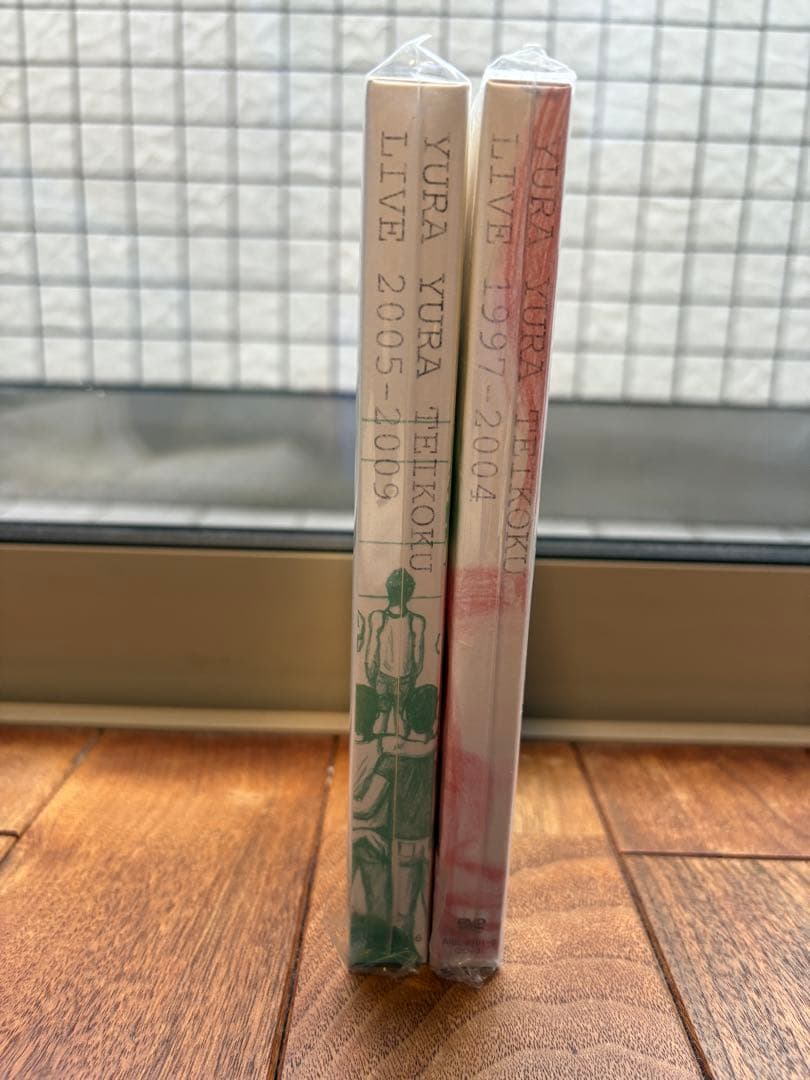 YURA YURA TEIKOKU
LIVE 2005-2009
YURA YURA TEIKOKU
LIVE 1997-2004